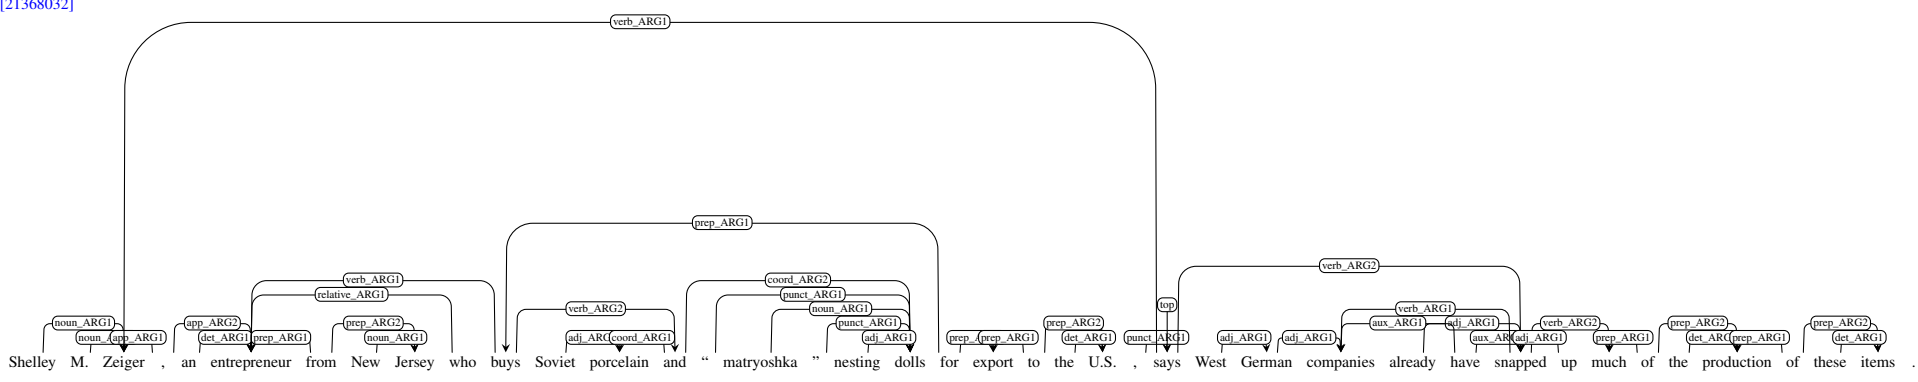 [21368032]
verb_ARG1
prep_ARG1
verb_ARG2
verb_ARG1 coord_ARG2
relative_ARG1 punct_ARG1
top
verb_ARG2 noun_ARG1 verb_ARG1
noun_ARG1 app_ARG2 prep_ARG2 punct_ARG1 prep_ARG2 aux_ARG1 adj_ARG1 verb_ARG2 prep_ARG2 prep_ARG2
app_ARG1 det_ARG1 prep_ARG1 noun_ARG1 coord_ARG1 adj_ARG1 prep_ARG1 det_ARG1 punct_ARG1 adj_ARG1 adj_ARG1 adj_ARG1 prep_ARG1 prep_ARG1 det_ARG1
Shelley M. Zeiger , an entrepreneur from New Jersey who buys Soviet porcelain and “ matryoshka ” nesting dolls for export to the U.S. , says West German companies already have snapped up much of the production of these items .